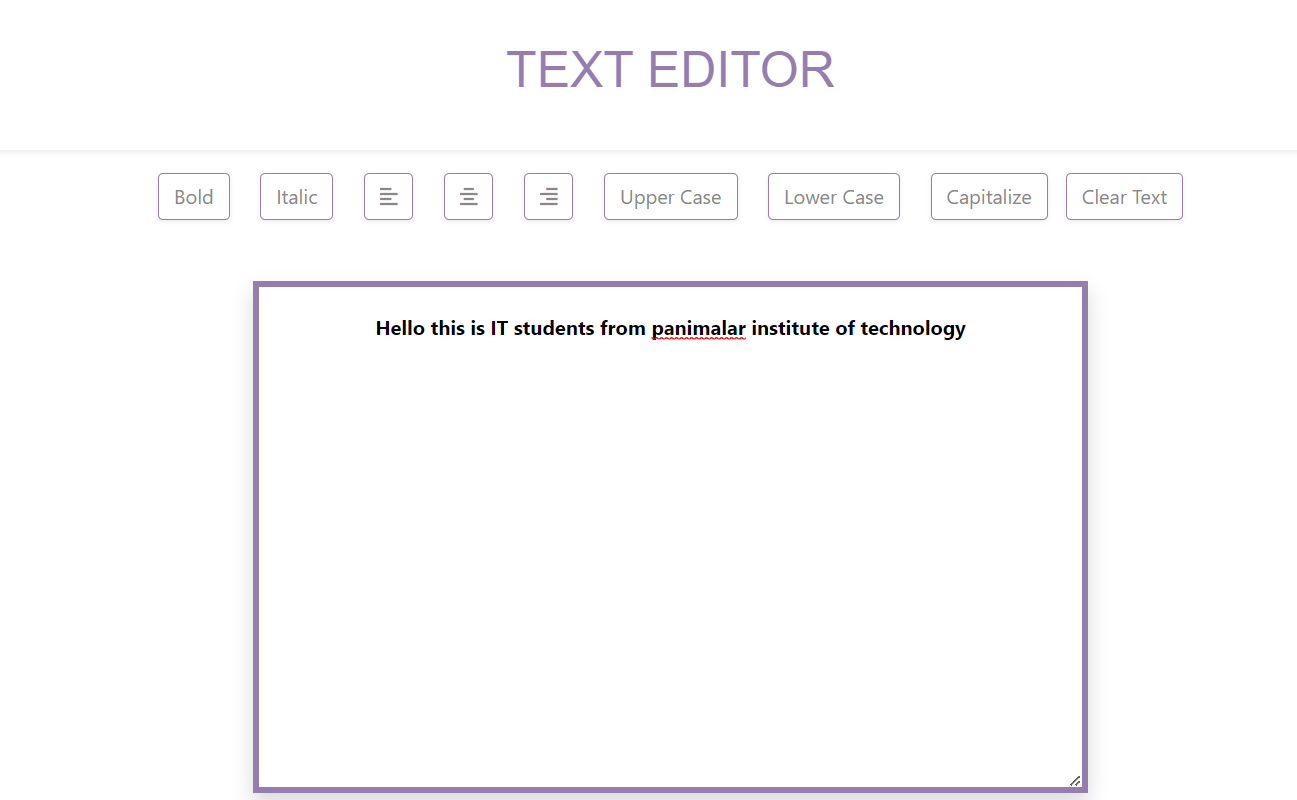 TEXT EDITOR
Bold Italic Upper Case Lower Case Capitalize Clear Text
Hello this is IT students from panimalar institute of technology